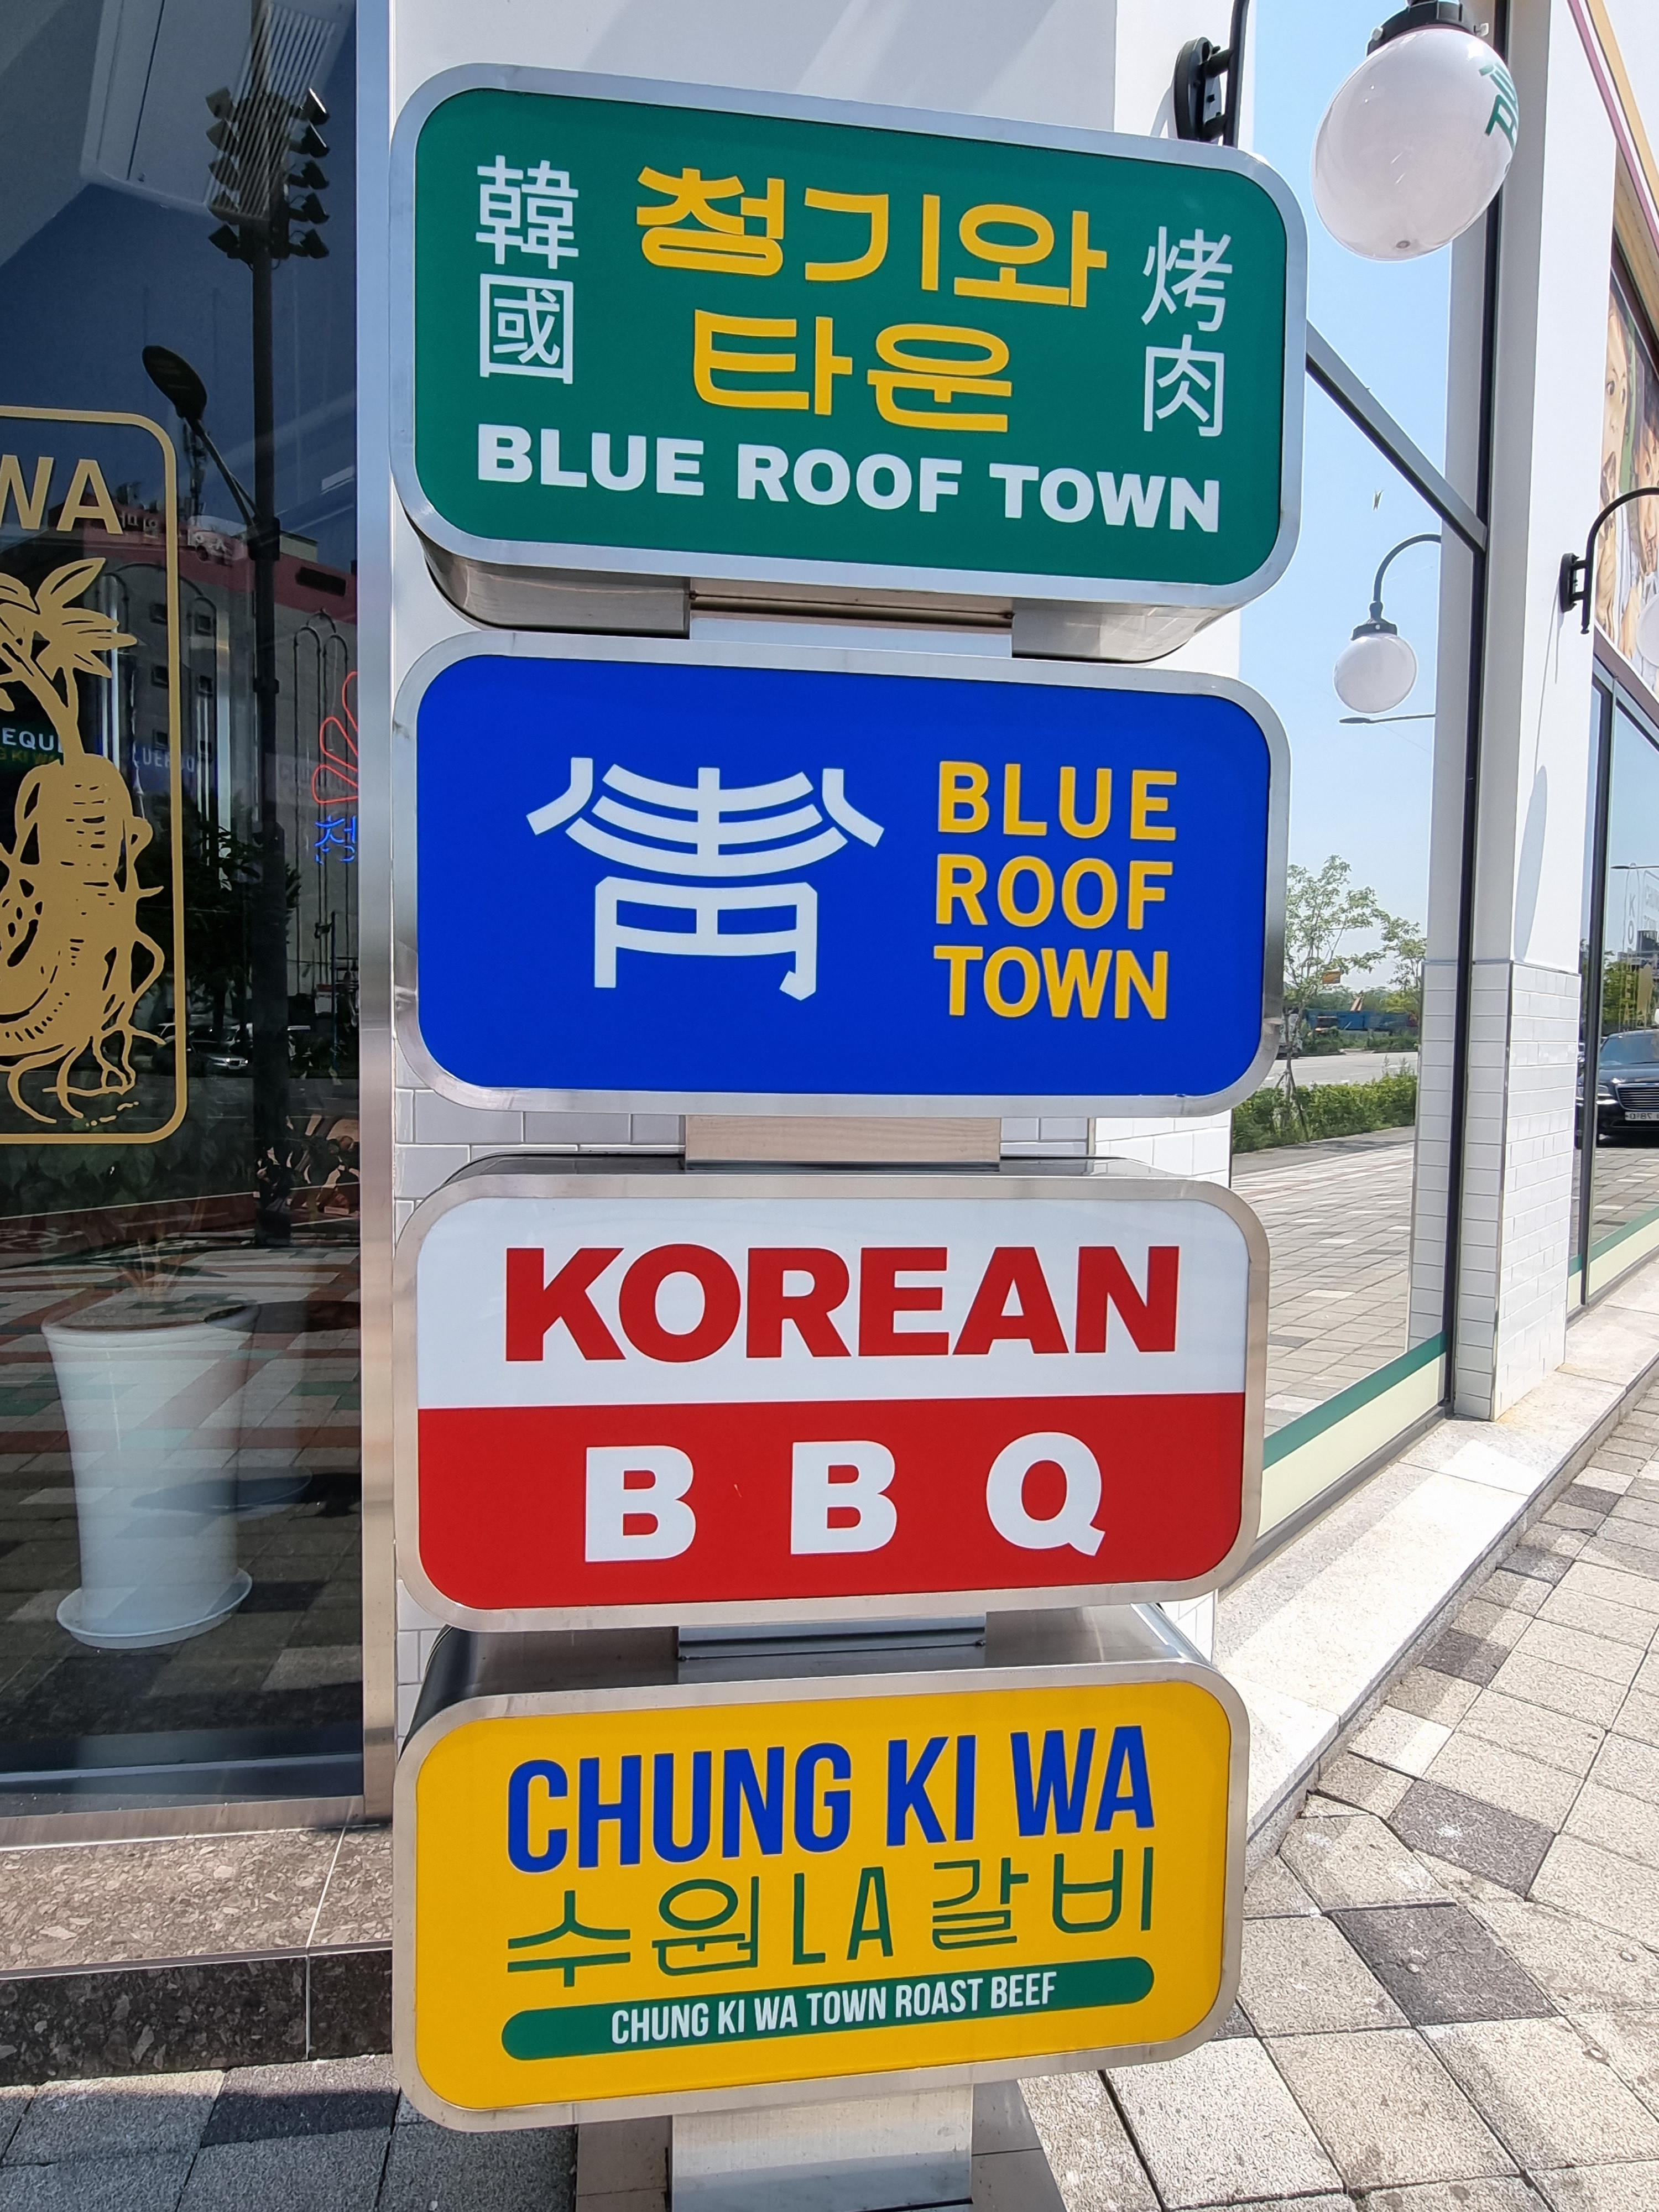 韓國
청기와
타운
烤肉
BLUE ROOF TOWN
BLUE
ROOF
TOWN
KOREAN
BBQ
CHUNG KI WA
수원LA갈비
CHUNG KI WA TOWN ROAST BEEF
WA